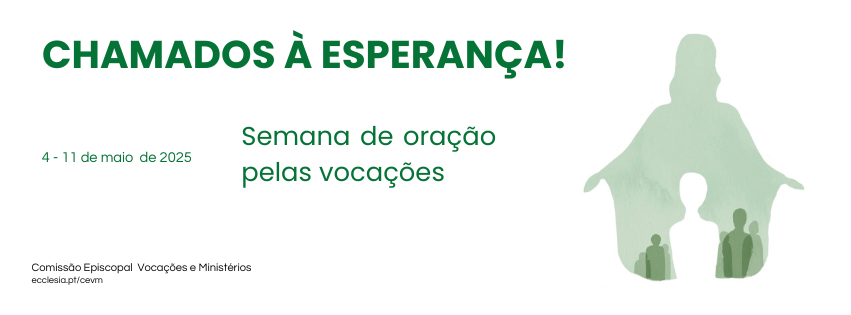 CHAMADOS À ESPERANÇA!
4 - 11 de maio de 2025
Semana de oração
pelas vocações
Comissão Episcopal Vocações e Ministérios
ecclesia.pt/cevm